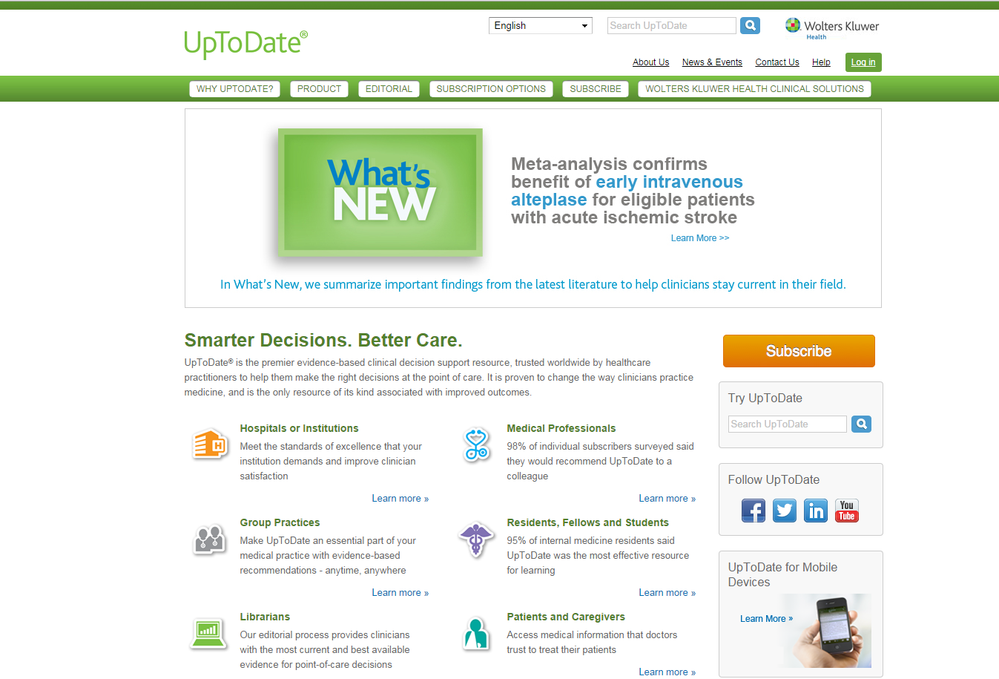 English
Search UpToDate
Wolters Kluwer
Health
UpToDate®
About Us News & Events Contact Us Help Log in
WHY UPTODATE? PRODUCT EDITORIAL SUBSCRIPTION OPTIONS SUBSCRIBE WOLTERS KLUWER HEALTH CLINICAL SOLUTIONS
What's
NEW
Meta-analysis confirms
benefit of early intravenous
alteplase for eligible patients
with acute ischemic stroke
Learn More >>
In What's New, we summarize important findings from the latest literature to help clinicians stay current in their field.
Smarter Decisions. Better Care.
UpToDate® is the premier evidence-based clinical decision support resource, trusted worldwide by healthcare
practitioners to help them make the right decisions at the point of care. It is proven to change the way clinicians practice
medicine, and is the only resource of its kind associated with improved outcomes.
Hospitals or Institutions
Meet the standards of excellence that your
institution demands and improve clinician
satisfaction
Learn more »
Medical Professionals
98% of individual subscribers surveyed said
they would recommend UpToDate to a
colleague
Learn more »
Group Practices
Make UpToDate an essential part of your
medical practice with evidence-based
recommendations - anytime, anywhere
Learn more »
Residents, Fellows and Students
95% of internal medicine residents said
UpToDate was the most effective resource
for learning
Learn more »
Librarians
Our editorial process provides clinicians
with the most current and best available
evidence for point-of-care decisions
Patients and Caregivers
Access medical information that doctors
trust to treat their patients
Learn more »
Subscribe
Try UpToDate
Search UpToDate
Follow UpToDate
You
Tube
UpToDate for Mobile
Devices
Learn More »